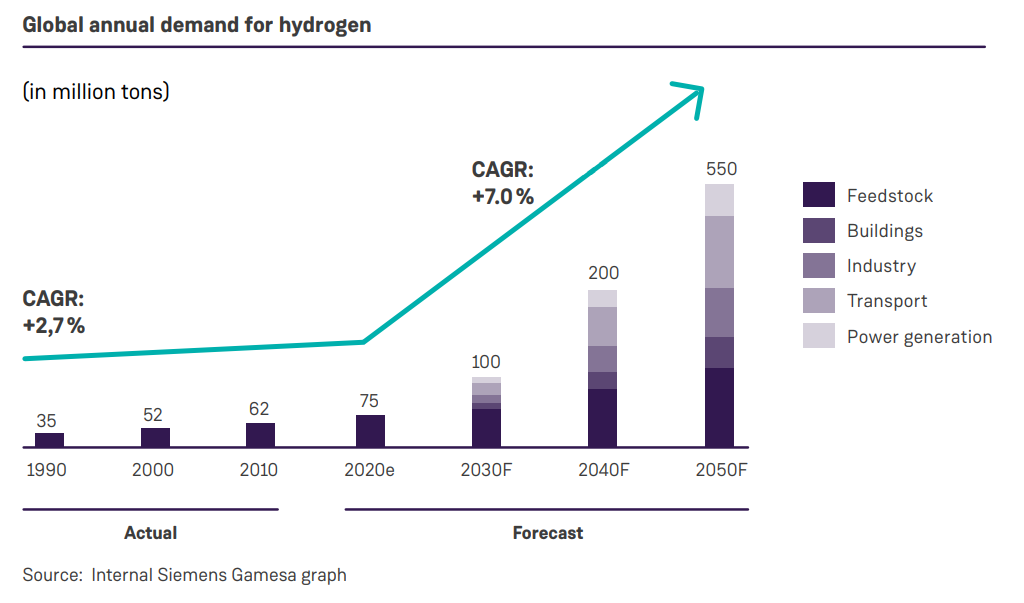 Global annual demand for hydrogen
(in million tons)
CAGR:
+7.0 %
550
Feedstock
Buildings
Industry
Transport
Power generation
200
CAGR:
+2,7 %
100
75
62
52
35
1990 2000 2010 2020e 2030F 2040F 2050F
Actual Forecast
Source: Internal Siemens Gamesa graph